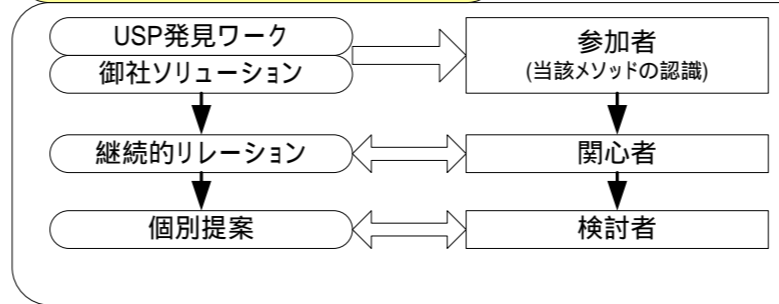 USP発見ワーク
御社ソリューション
参加者
(当該メソッドの認識)
継続的リレーション
関心者
個別提案
検討者